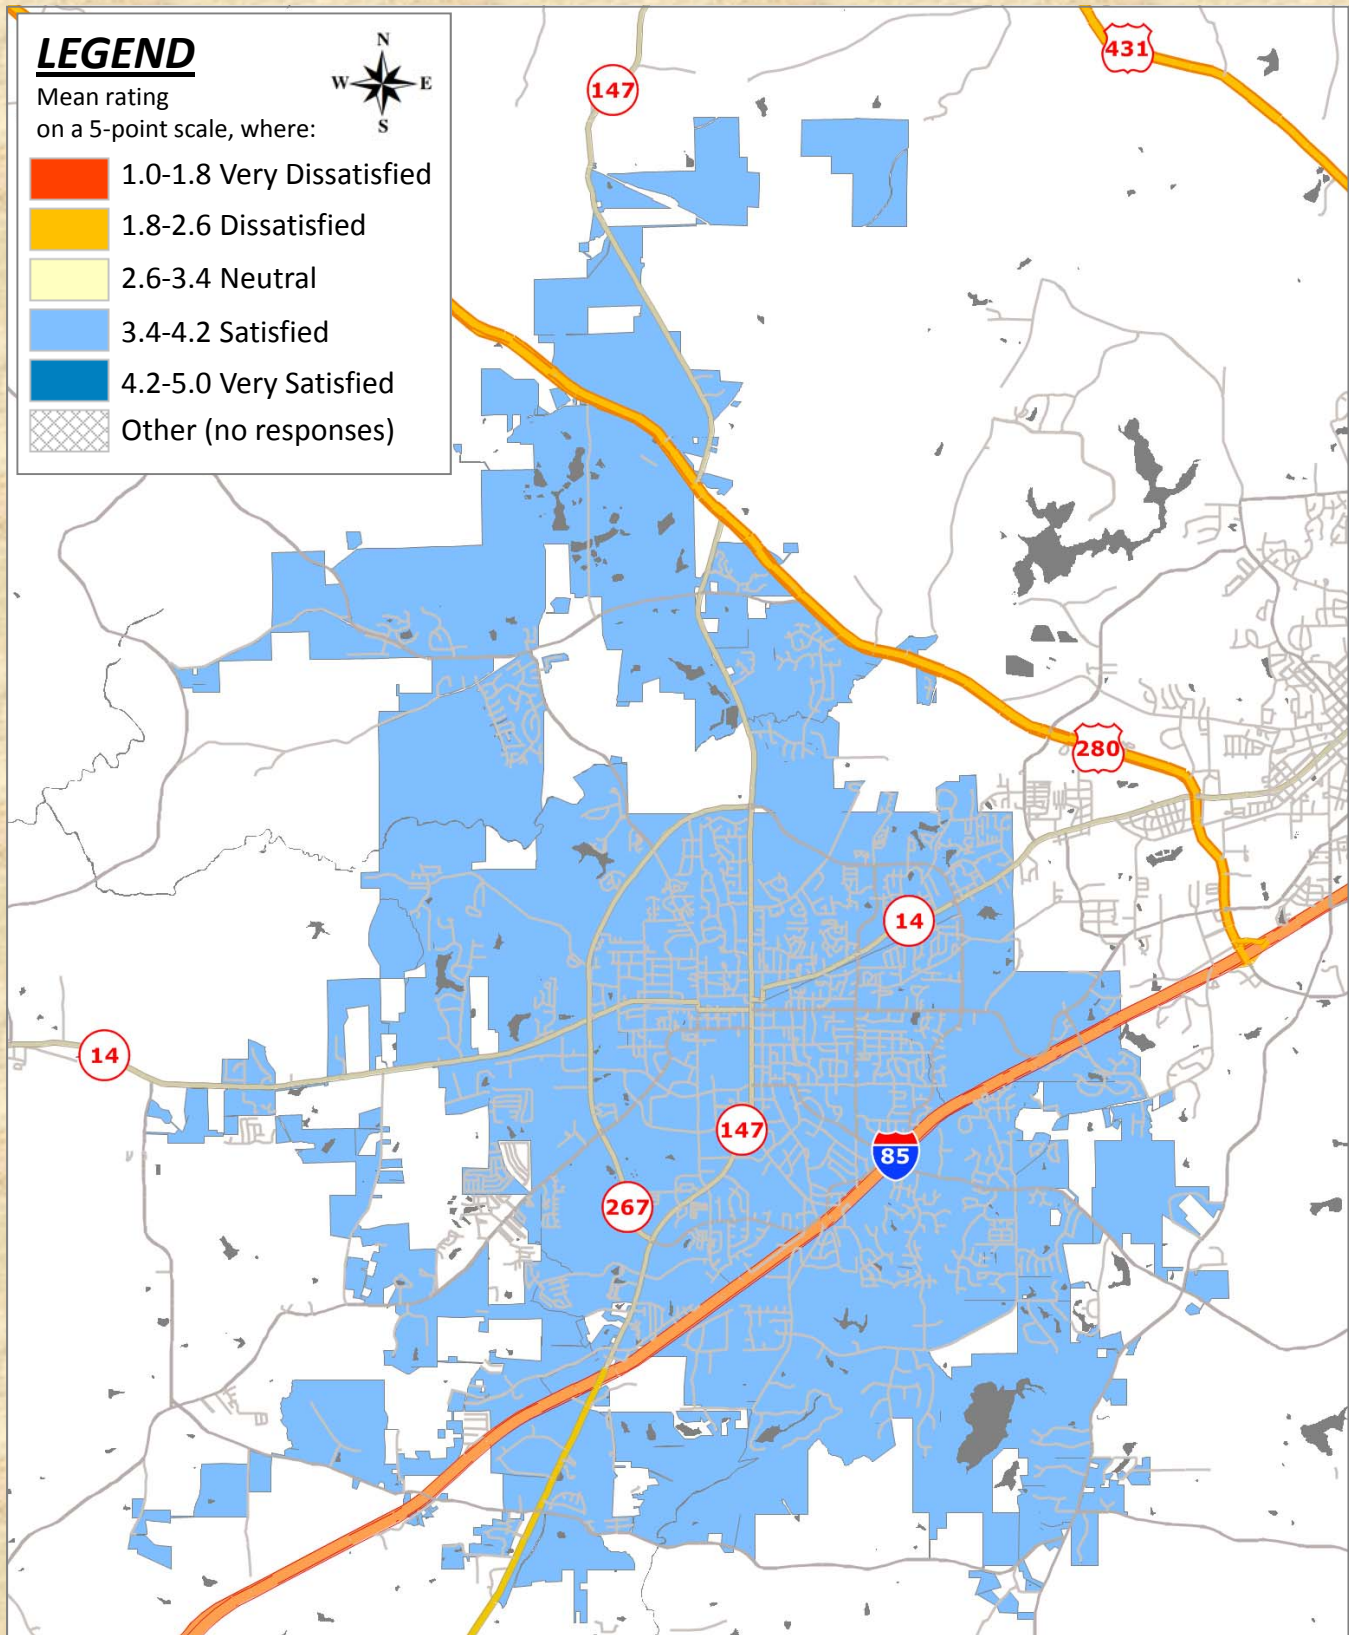 LEGEND
Mean rating
on a 5-point scale, where:
N
W E
S
1.0-1.8 Very Dissatisfied
1.8-2.6 Dissatisfied
2.6-3.4 Neutral
3.4-4.2 Satisfied
4.2-5.0 Very Satisfied
Other (no responses)
431
147
280
14
14
147
85
267